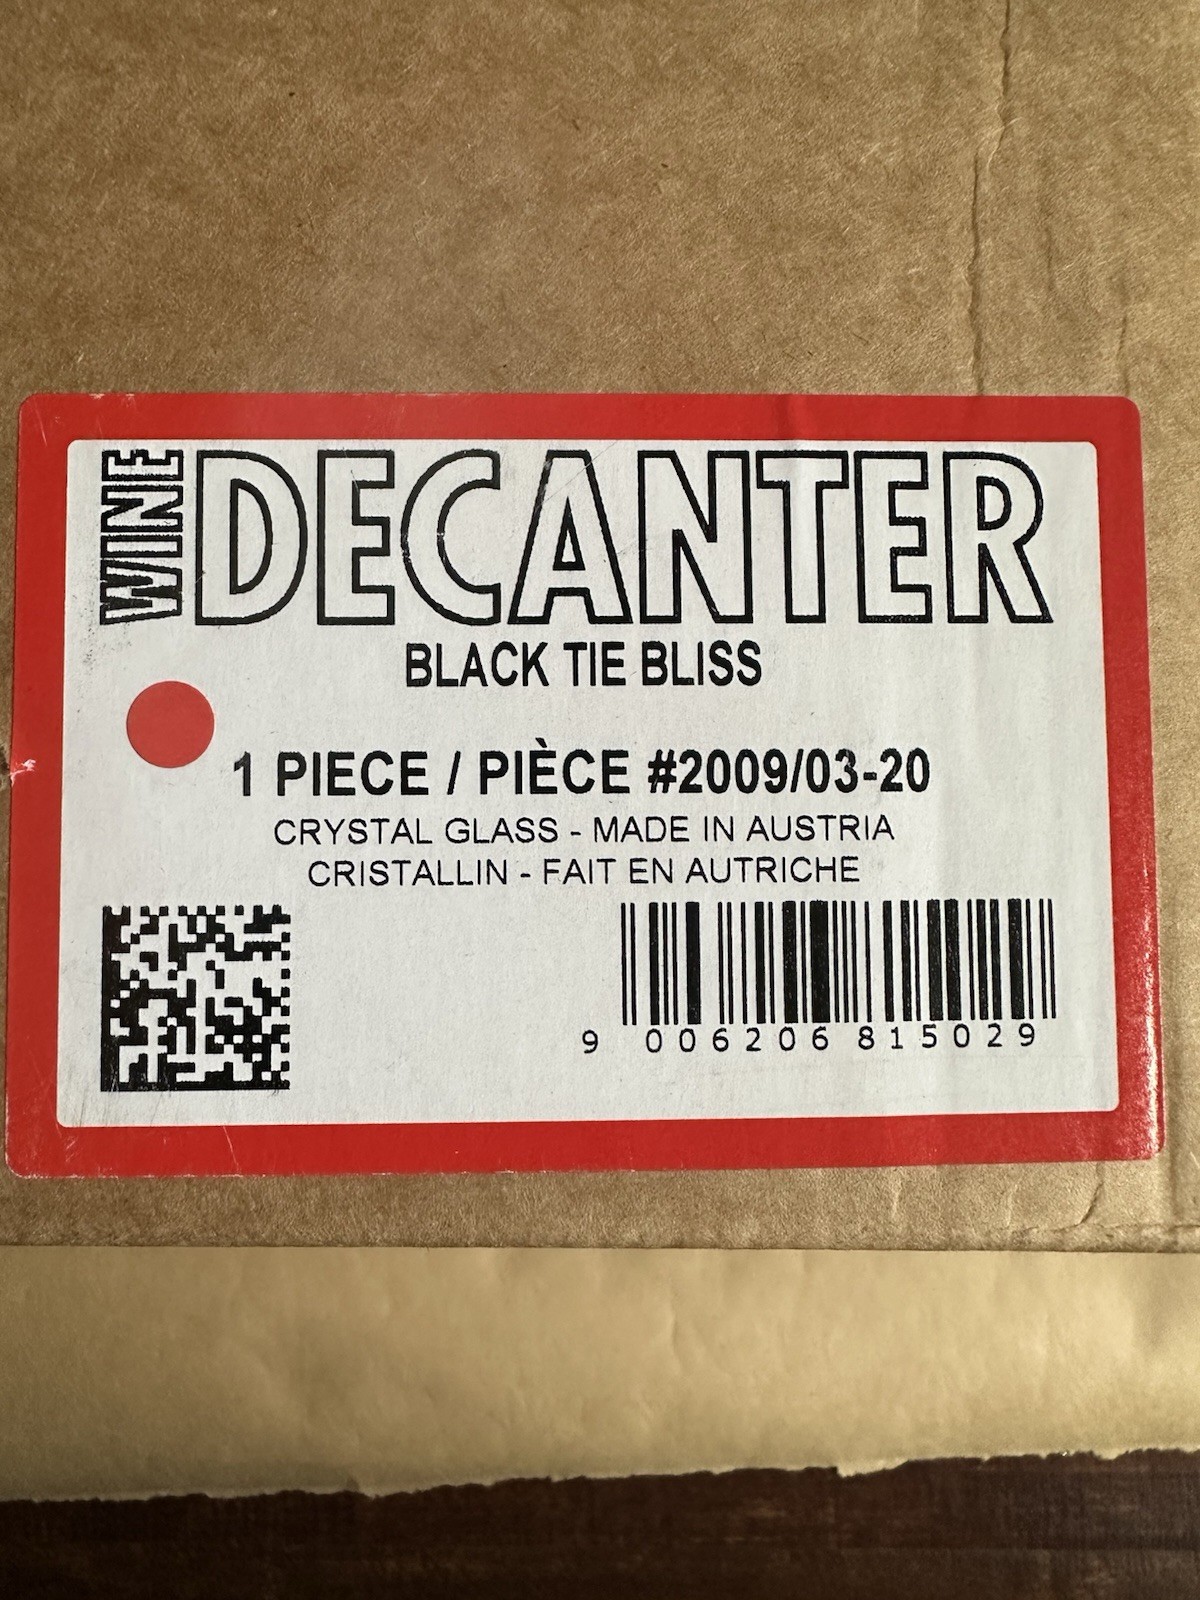 WINE DECANTER
BLACK TIE BLISS
1 PIECE / PIÈCE #2009/03-20
CRYSTAL GLASS - MADE IN AUSTRIA
CRISTALLIN - FAIT EN AUTRICHE
9 006206 815029